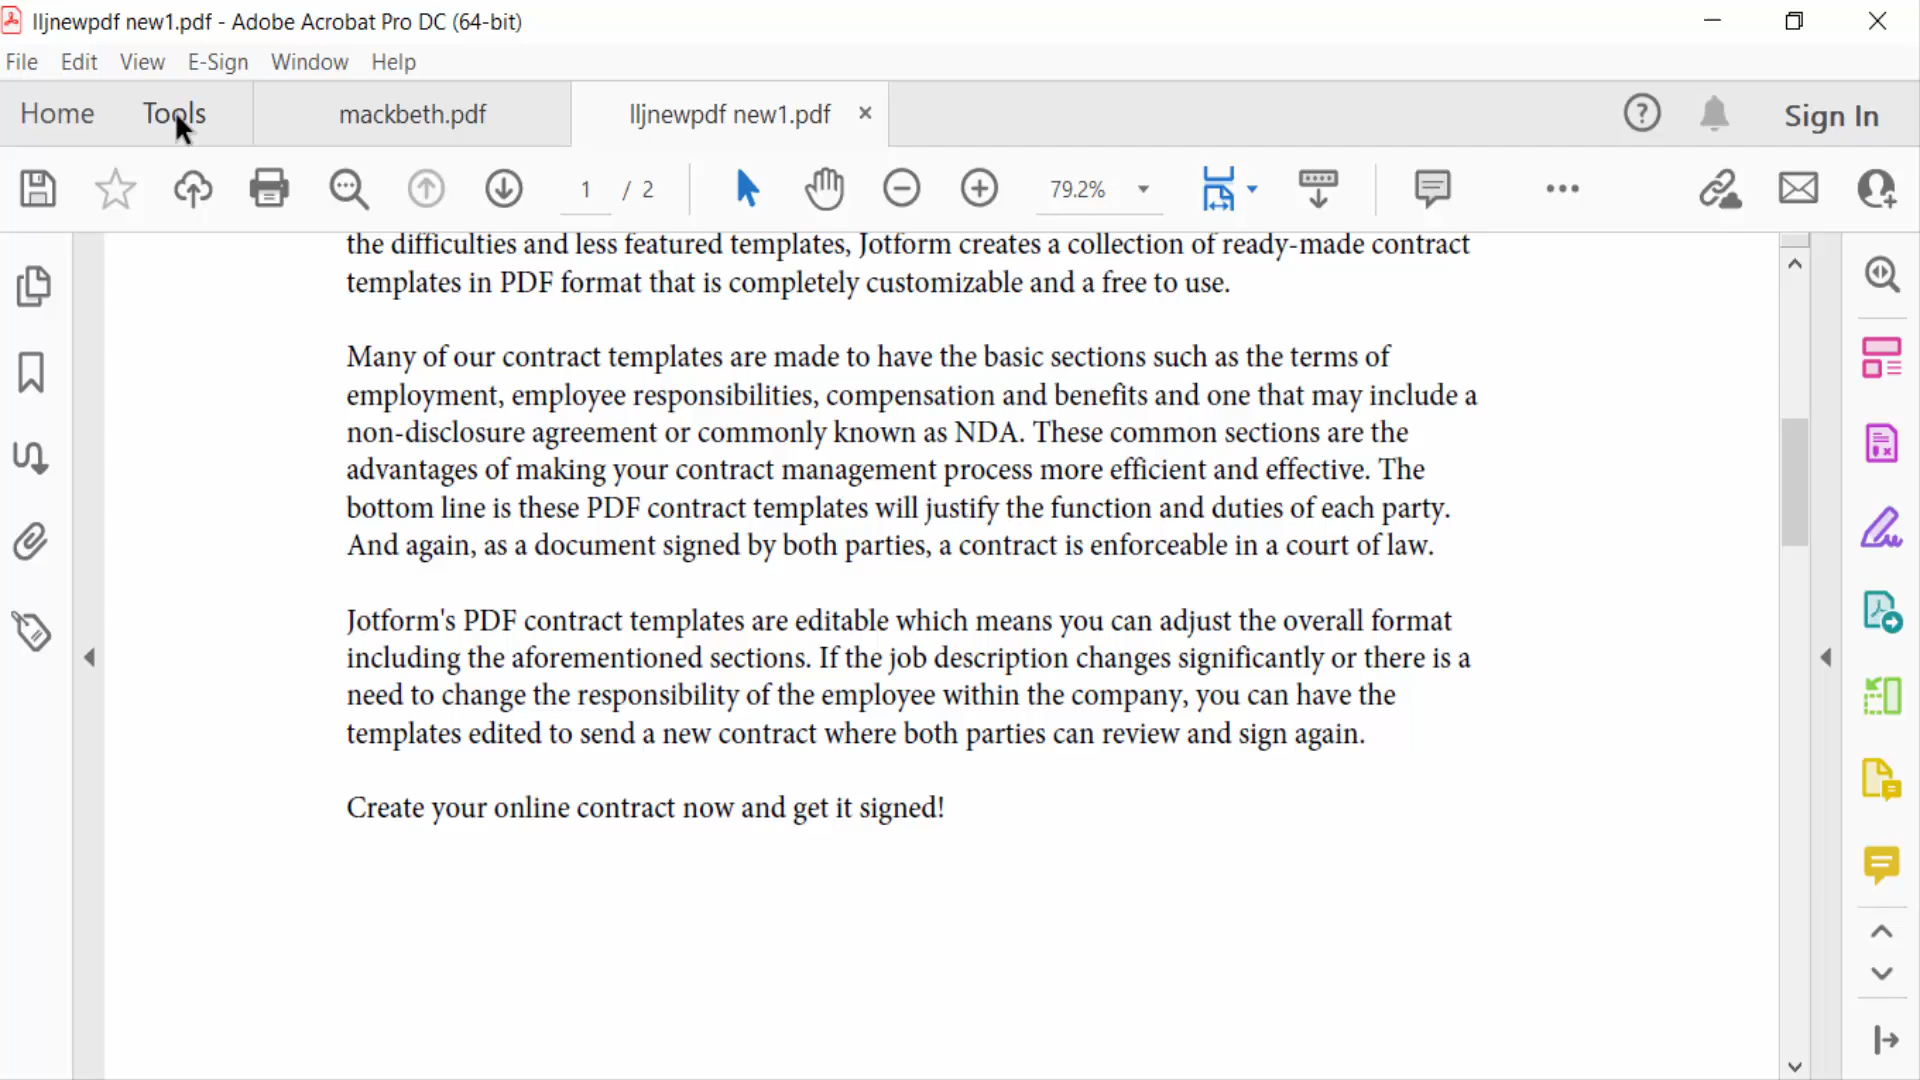 lljnewpdf new1.pdf - Adobe Acrobat Pro DC (64-bit)
File Edit View E-Sign Window Help
Home Tools mackbeth.pdf lljnewpdf new1.pdf × ? Sign In
1 / 2 79.2%
the difficulties and less featured templates, Jotform creates a collection of ready-made contract
templates in PDF format that is completely customizable and a free to use.
Many of our contract templates are made to have the basic sections such as the terms of
employment, employee responsibilities, compensation and benefits and one that may include a
non-disclosure agreement or commonly known as NDA. These common sections are the
advantages of making your contract management process more efficient and effective. The
bottom line is these PDF contract templates will justify the function and duties of each party.
And again, as a document signed by both parties, a contract is enforceable in a court of law.
Jotform's PDF contract templates are editable which means you can adjust the overall format
including the aforementioned sections. If the job description changes significantly or there is a
need to change the responsibility of the employee within the company, you can have the
templates edited to send a new contract where both parties can review and sign again.
Create your online contract now and get it signed!